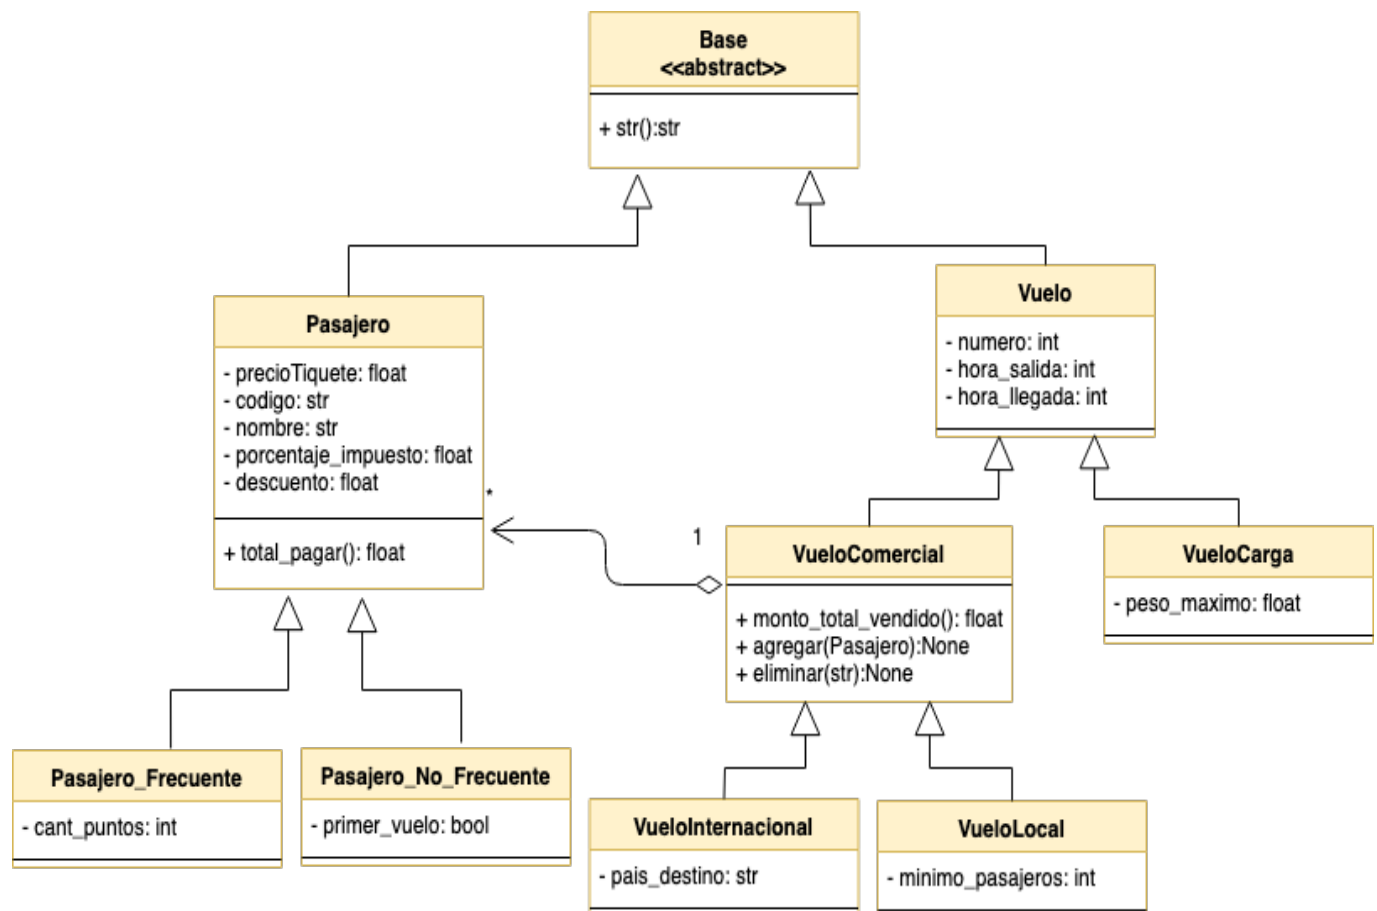 Base
<<abstract>>
+ str():str
Vuelo
- numero: int
- hora_salida: int
- hora_llegada: int
Pasajero
- precioTiquete: float
- codigo: str
- nombre: str
- porcentaje_impuesto: float
- descuento: float
+ total_pagar(): float
*
1
VueloComercial
+ monto_total_vendido(): float
+ agregar(Pasajero):None
+ eliminar(str):None
VueloCarga
- peso_maximo: float
Pasajero_Frecuente
- cant_puntos: int
Pasajero_No_Frecuente
- primer_vuelo: bool
VueloInternacional
- pais_destino: str
VueloLocal
- minimo_pasajeros: int